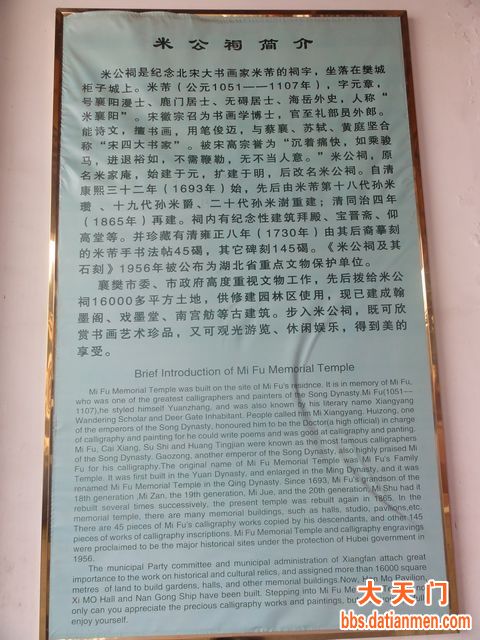 米公祠简介
米公祠是纪念北宋大书画家米芾的祠宇，坐落在樊城
柜子城上。米芾（公元1051——1107年），字元章，
号襄阳漫士、鹿门居士、无碍居士、海岳外史，人称“
米襄阳”。宋徽宗召为书画学博士，官至礼部员外郎。
能诗文，擅书画，用笔俊迈，与蔡襄、苏轼、黄庭坚合
称“宋四大书家”。被宋高宗誉为“沉着痛快，如乘骏
马，进退裕如，不需鞭勒，无不当人意。”米公祠，原
名米家庵，始建于元，扩建于明，后改名米公祠。自清
康熙三十二年（1693年）始，先后由米芾第十八代孙米
瓒、十九代孙米爵、二十代孙米澍重建；清同治四年
（1865年）再建。祠内有纪念性建筑拜殿、宝晋斋、仰
高堂等。并珍藏有清雍正八年（1730年）由其后裔摹刻
的米芾手书法帖45碣，其它碑刻145碣。《米公祠及其
石刻》1956年被公布为湖北省重点文物保护单位。
襄樊市委、市政府高度重视文物工作，先后拨给米公
祠16000多平方土地，供修建园林区使用，现已建成翰
墨阁、戏墨堂、南宫舫等古建筑。步入米公祠，既可欣
赏书画艺术珍品，又可观光游览、休闲娱乐，得到美的
享受。
Brief Introduction of Mi Fu Memorial Temple
Mi Fu Memorial Temple was built on the site of Mi Fu's residnce. It is in memory of Mi Fu,
who was one of the greatest calligraphers and painters of the Song Dynasty.Mi Fu(1051—
1107),he styled himself Yuanzhang, and was also known by his literary name Xiangyang
Wandering Scholar and Deer Gate Inhabitant. People called him Mi Xiangyang. Huizong, one
of the emperors of the Song Dynasty, honoured him to be the Doctor(a high official) in charge
of calligraphy and painting for he could write poems and was good at calligraphy and painting.
Mi Fu, Cai Xiang, Su Shi and Huang Tingjian were known as the most famous calligraphers
of the Song Dynasty. Gaozong, another emperor of the Song Dynasty,also highly praised Mi
Fu for his calligraphy.The original name of Mi Fu Memorial Temple was Mi Fu's Family
Temple. It was first built in the Yuan Dynasty, and enlarged in the Ming Dynasty, and it was
renamed Mi Fu Memorial Temple in the Qing Dynasty. Since 1693, Mi Fu's grandson of the
18th generation ,Mi Zan, the 19th generation, Mi Jue, and the 20th generation, Mi Shu had it
rebuilt several times successively, the present temple was rebuilt again in 1865. In the
memorial temple, there are many memorial buildings, such as halls, studio, pavilions,etc.
There are 45 pieces of Mi Fu's calligraphy works copied by his descendants, and other 145
pieces of works of calligraphy inscriptions. Mi Fu Memorial Temple and calligraphy engravings
were proclaimed to be the major historical sites under the protection of Hubei government in
1956.
The municipal Party committee and municipal administration of Xiangfan attach great
importance to the work on historical and cultural relics, and assigned more than 16000 square
metres of land to build gardens, halls, and other memorial buildings.Now, Han Mo Pavilion,
Xi MO Hall and Nan Gong Ship have been built. Stepping into Mi Fu Memorial Temple, not
only can you appreciate the precious calligraphy works and paintings, but
enjoy yourself.
大天门
bbs.datianmen.com